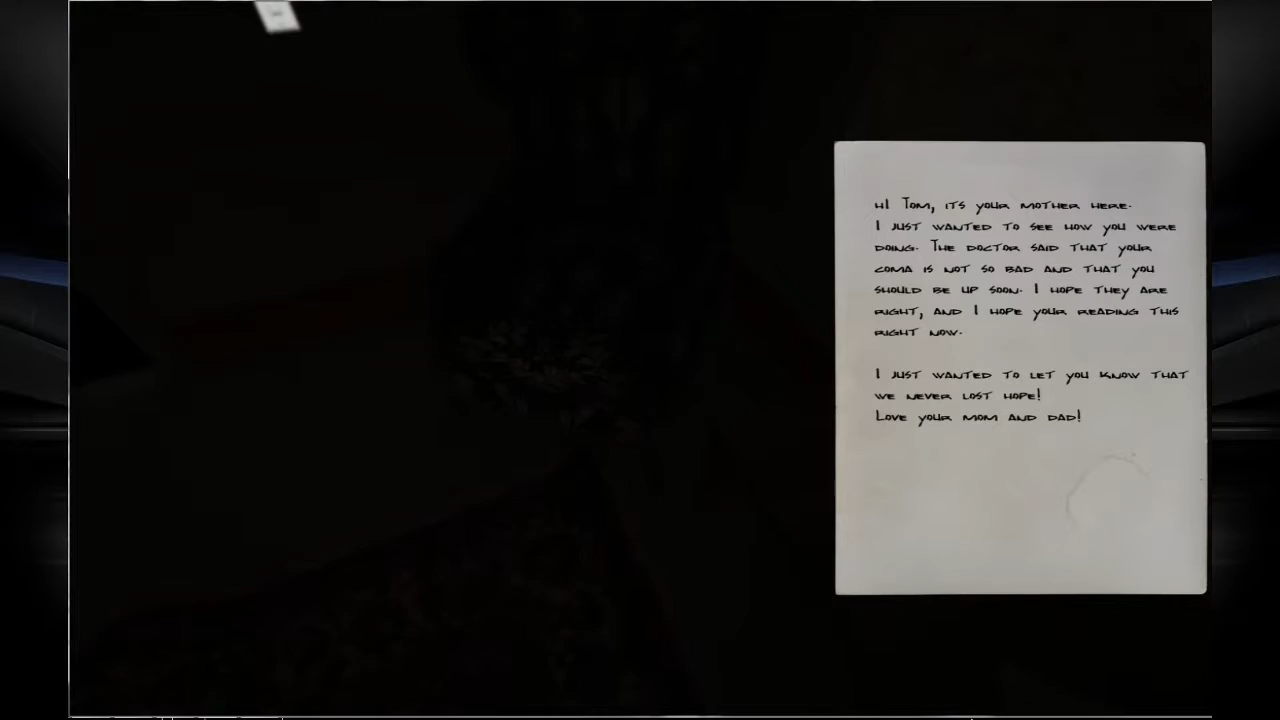 HI Tom, its your mother here.
I just wanted to see how you were
doing. The doctor said that your
coma is not so bad and that you
should be up soon. I hope they are
right, and I hope your reading this
right now.
I just wanted to let you know that
we never lost hope!
Love your mom and dad!